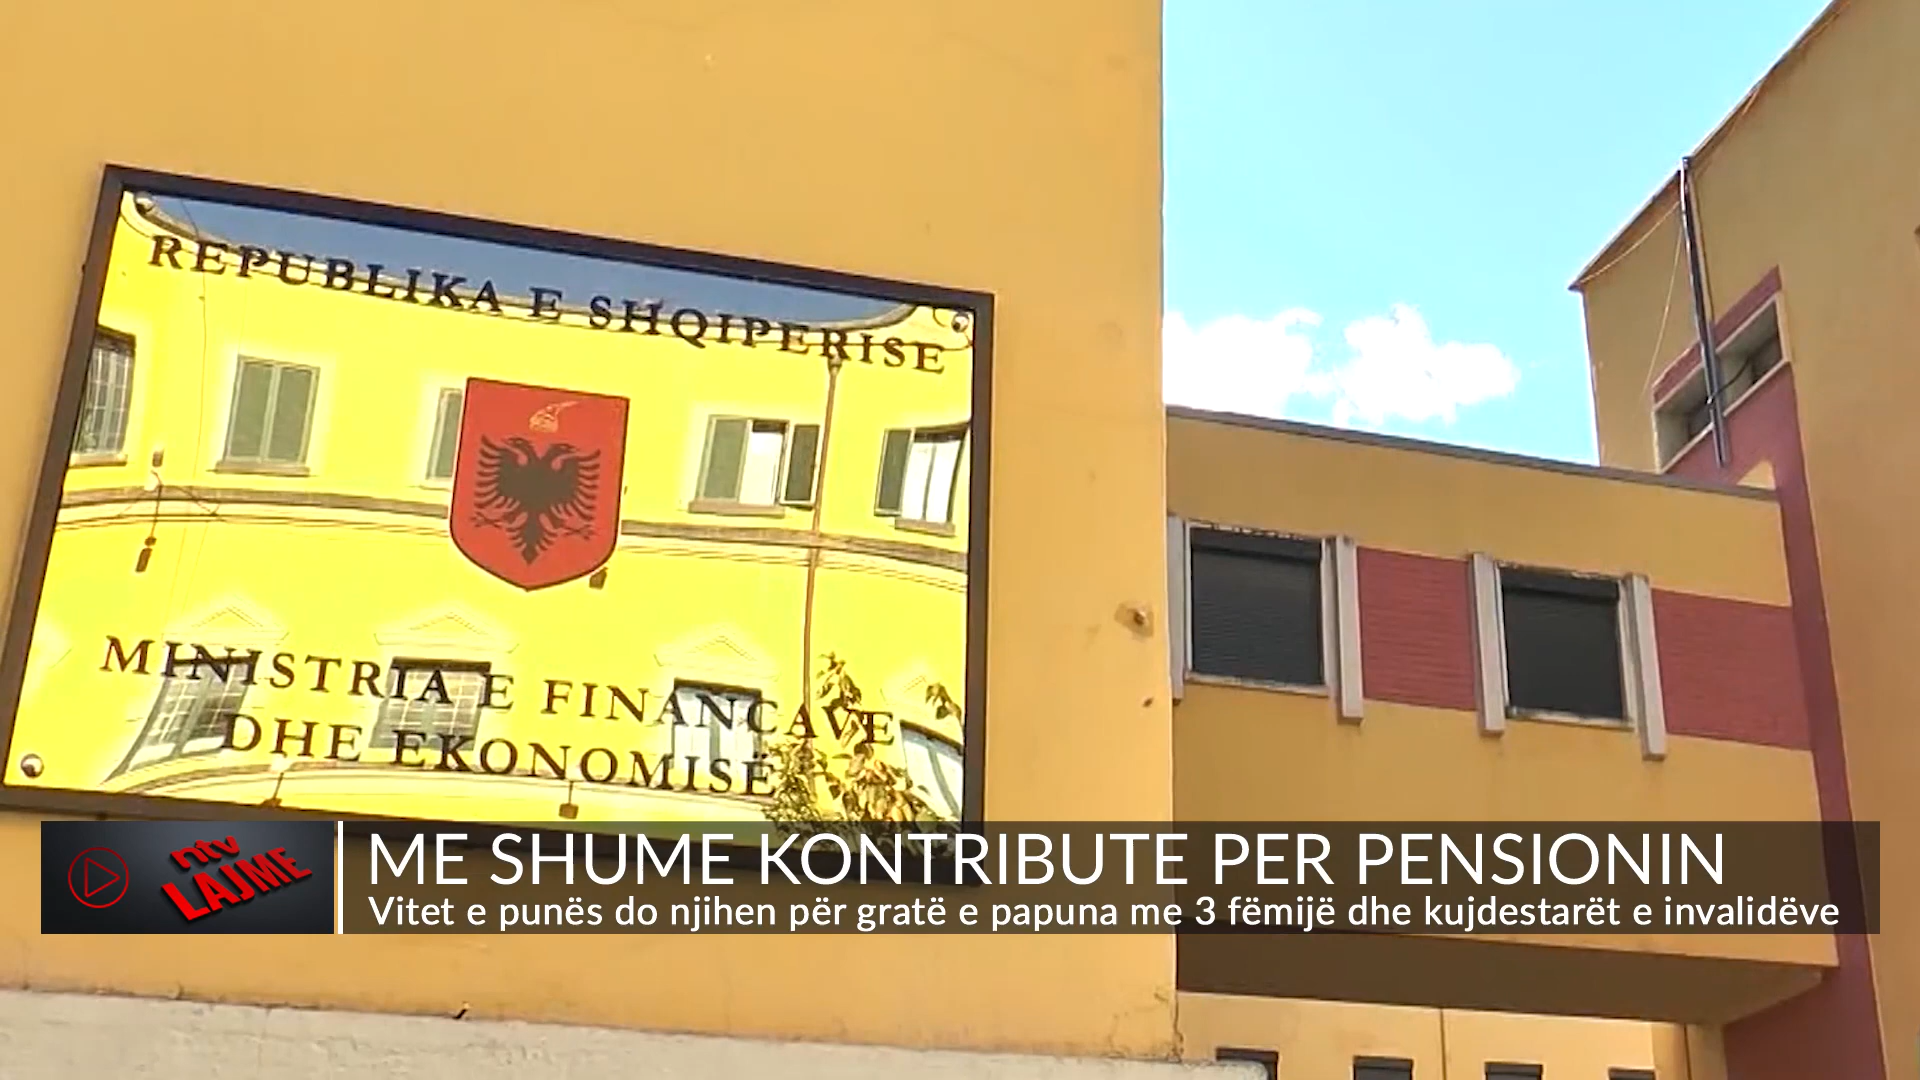 REPUBLIKA E SHQIPERISE
MINISTRIA E FINANCAVE
DHE EKONOMISË
ntv
LAJME
ME SHUME KONTRIBUTE PER PENSIONIN
Vitet e punës do njihen për gratë e papuna me 3 fëmijë dhe kujdestarët e invalidëve